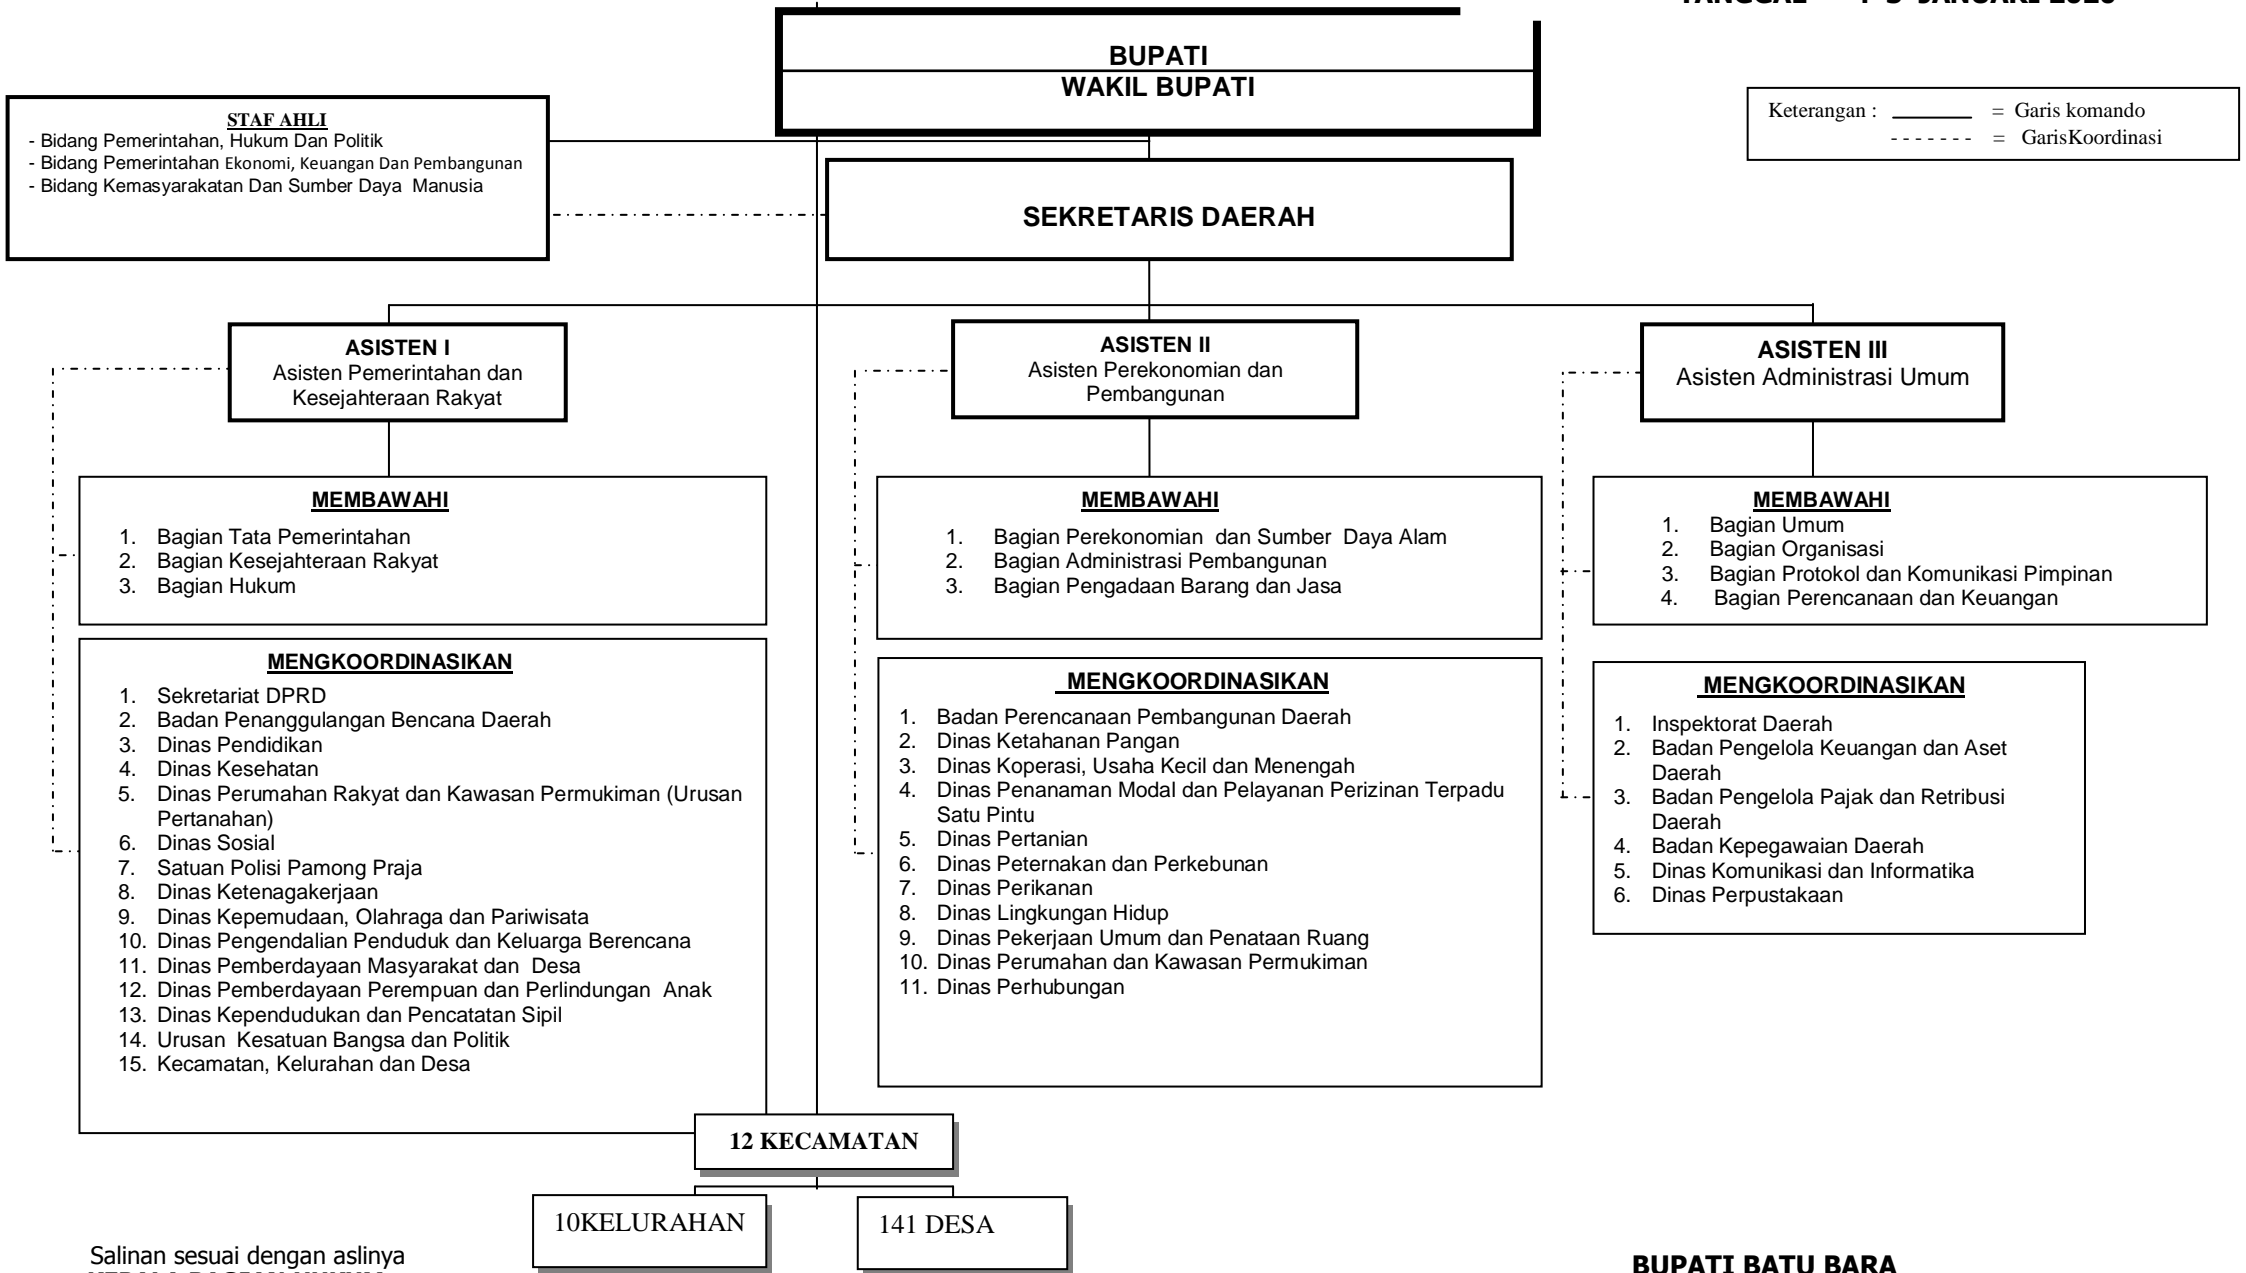 TANGGAL
JANUARI 2020
BUPATI
WAKIL BUPATI
Keterangan : = Garis komando
- - - - - - - = GarisKoordinasi
STAF AHLI
- Bidang Pemerintahan, Hukum Dan Politik
- Bidang Pemerintahan Ekonomi, Keuangan Dan Pembangunan
- Bidang Kemasyarakatan Dan Sumber Daya Manusia
SEKRETARIS DAERAH
ASISTEN I
Asisten Pemerintahan dan
Kesejahteraan Rakyat
ASISTEN II
Asisten Perekonomian dan
Pembangunan
ASISTEN III
Asisten Administrasi Umum
MEMBAWAHI
1. Bagian Tata Pemerintahan
2. Bagian Kesejahteraan Rakyat
3. Bagian Hukum
MEMBAWAHI
1. Bagian Perekonomian dan Sumber Daya Alam
2. Bagian Administrasi Pembangunan
3. Bagian Pengadaan Barang dan Jasa
MEMBAWAHI
1. Bagian Umum
2. Bagian Organisasi
3. Bagian Protokol dan Komunikasi Pimpinan
4. Bagian Perencanaan dan Keuangan
MENGKOORDINASIKAN
1. Sekretariat DPRD
2. Badan Penanggulangan Bencana Daerah
3. Dinas Pendidikan
4. Dinas Kesehatan
5. Dinas Perumahan Rakyat dan Kawasan Permukiman (Urusan
Pertanahan)
6. Dinas Sosial
7. Satuan Polisi Pamong Praja
8. Dinas Ketenagakerjaan
9. Dinas Kepemudaan, Olahraga dan Pariwisata
10. Dinas Pengendalian Penduduk dan Keluarga Berencana
11. Dinas Pemberdayaan Masyarakat dan Desa
12. Dinas Pemberdayaan Perempuan dan Perlindungan Anak
13. Dinas Kependudukan dan Pencatatan Sipil
14. Urusan Kesatuan Bangsa dan Politik
15. Kecamatan, Kelurahan dan Desa
MENGKOORDINASIKAN
1. Badan Perencanaan Pembangunan Daerah
2. Dinas Ketahanan Pangan
3. Dinas Koperasi, Usaha Kecil dan Menengah
4. Dinas Penanaman Modal dan Pelayanan Perizinan Terpadu
Satu Pintu
5. Dinas Pertanian
6. Dinas Peternakan dan Perkebunan
7. Dinas Perikanan
8. Dinas Lingkungan Hidup
9. Dinas Pekerjaan Umum dan Penataan Ruang
10. Dinas Perumahan dan Kawasan Permukiman
11. Dinas Perhubungan
MENGKOORDINASIKAN
1. Inspektorat Daerah
2. Badan Pengelola Keuangan dan Aset
Daerah
3. Badan Pengelola Pajak dan Retribusi
Daerah
4. Badan Kepegawaian Daerah
5. Dinas Komunikasi dan Informatika
6. Dinas Perpustakaan
12 KECAMATAN
10KELURAHAN
141 DESA
Salinan sesuai dengan aslinya
KEPALA BAGIAN HUKUM
BUPATI BATU BARA